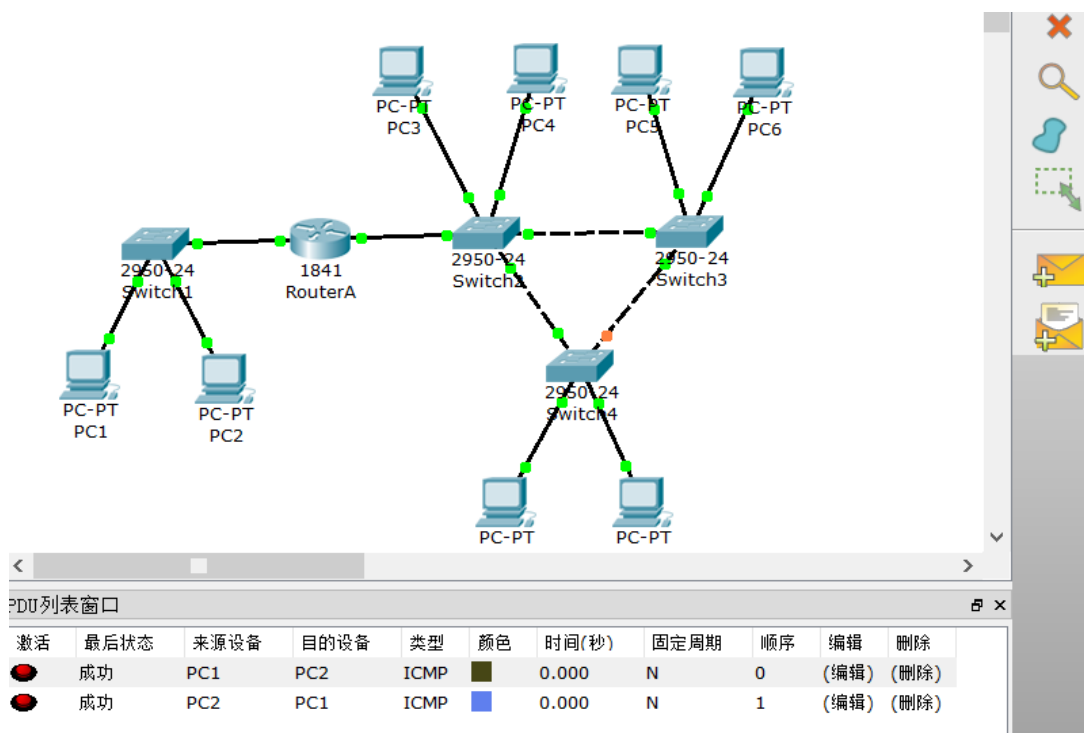 PC-PT
PC3
PC-PT
PC4
PC-PT
PC5
PC-PT
PC6
2950-24
Switch1
1841
RouterA
2950-24
Switch2
2950-24
Switch3
PC-PT
PC1
PC-PT
PC2
2950-24
Switch4
PC-PT
PC-PT
PDU列表窗口
激活 最后状态 来源设备 目的设备 类型 颜色 时间(秒) 固定周期 顺序 编辑 删除
成功 PC1 PC2 ICMP 0.000 N 0 (编辑) (删除)
成功 PC2 PC1 ICMP 0.000 N 1 (编辑) (删除)